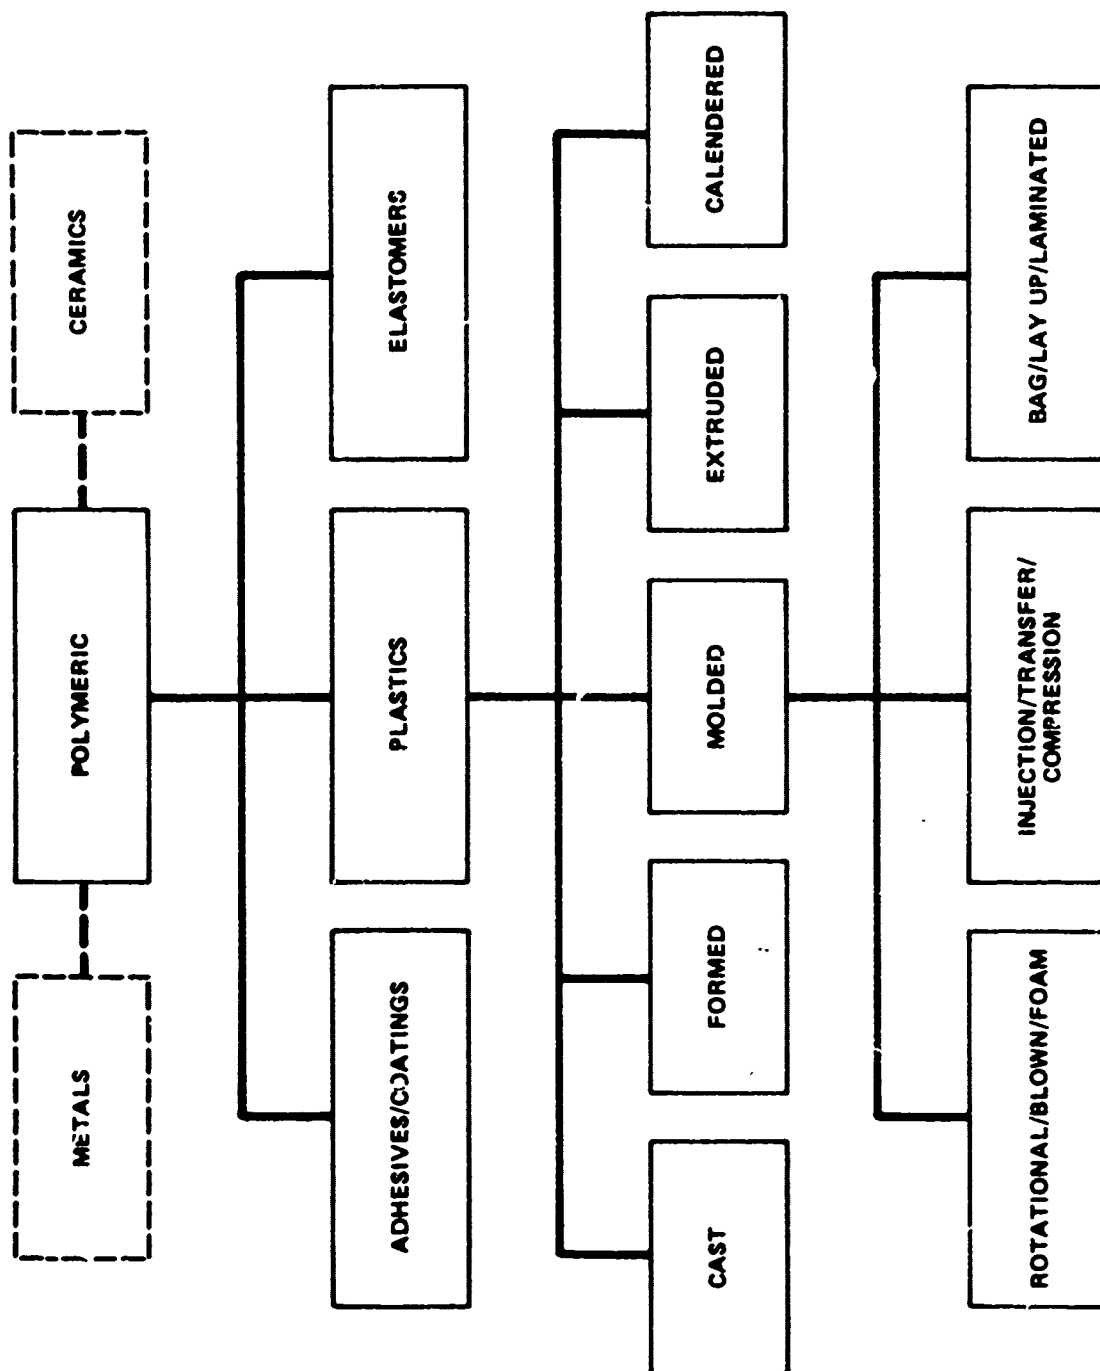 METALS
POLYMERIC
CERAMICS
ADHESIVES/COATINGS
PLASTICS
ELASTOMERS
CAST
FORMED
MOLDED
EXTRUDED
CALENDERED
ROTATIONAL/BLOWN/FOAM
INJECTION/TRANSFER/
COMPRESSION
BAG/LAY UP/LAMINATED